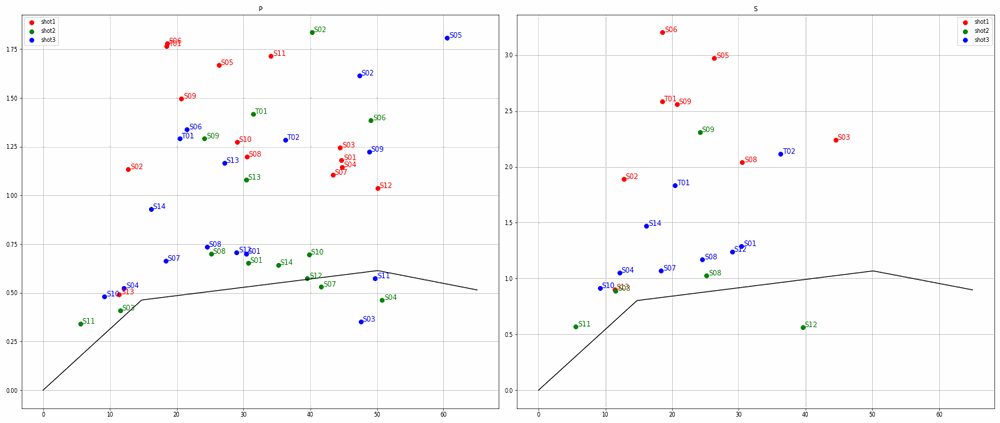 P
shot1
shot2
shot3
1.75
1.50
1.25
1.00
0.75
0.50
0.25
0.00
S02
S05
S06
T01
S11
S05
S02
S09
T01
S06
S06
T01
S09
S10
T02
S03
S09
S08
S13
S01
S04
S02
S07
S13
S12
S14
S08
S08
S01
S10
S07
S01
S14
S12
S11
S04
S07
S10
S13
S04
S03
S11
S03
0
10
20
30
40
50
60
S
shot1
shot2
shot3
3.0
2.5
2.0
1.5
1.0
0.5
0.0
S06
S05
T01
S09
S09
S03
T02
S08
S02
T01
S14
S01
S12
S08
S04
S07
S08
S10
S03
S11
S12
0
10
20
30
40
50
60